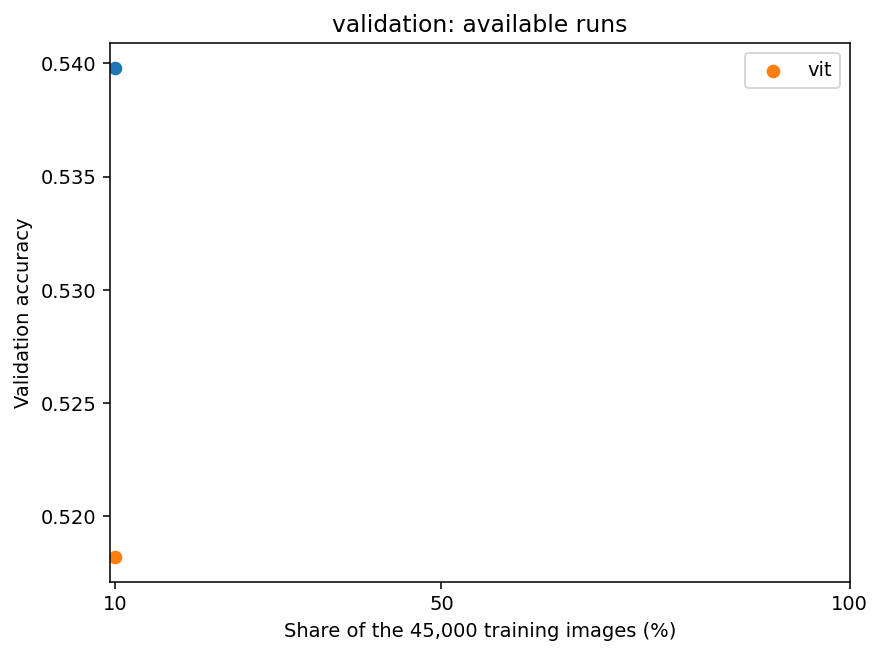 validation: available runs
vit
0.540
0.535
0.530
0.525
0.520
Validation accuracy
10
50
100
Share of the 45,000 training images (%)